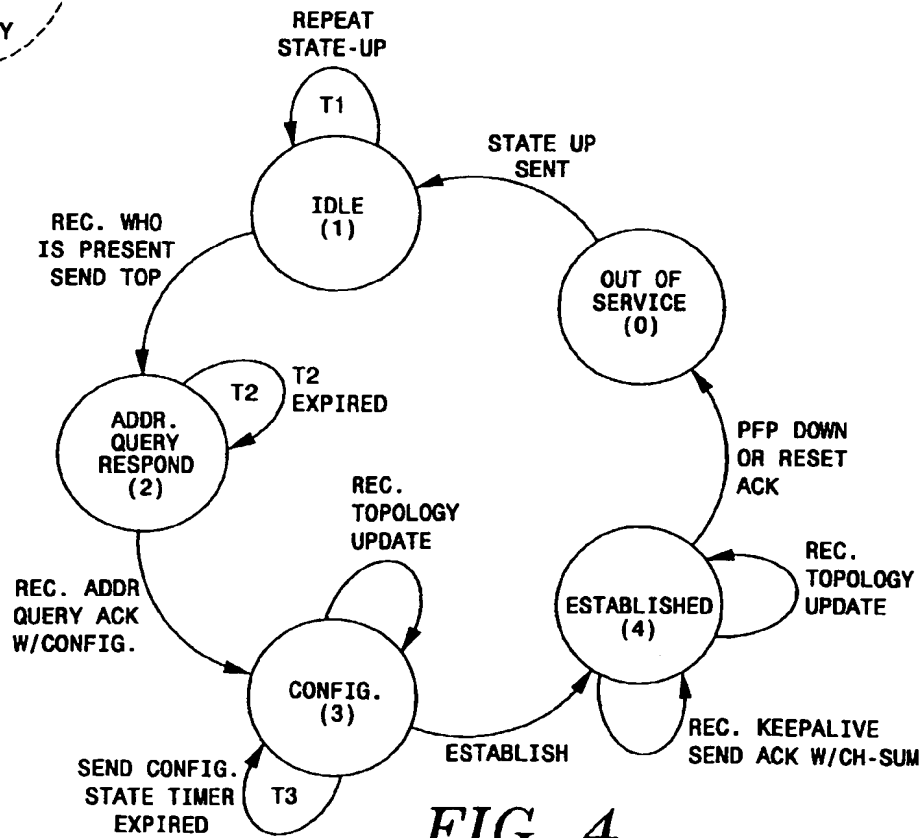 Y
REPEAT
STATE-UP
T1
IDLE
(1)
STATE UP
SENT
OUT OF
SERVICE
(0)
REC. WHO
IS PRESENT
SEND TOP
ADDR.
QUERY
RESPOND
(2)
T2
T2
EXPIRED
PFP DOWN
OR RESET
ACK
REC.
TOPOLOGY
UPDATE
REC.
TOPOLOGY
UPDATE
ESTABLISHED
(4)
REC. ADDR
QUERY ACK
W/CONFIG.
CONFIG.
(3)
ESTABLISH
REC. KEEPALIVE
SEND ACK W/CH-SUM
SEND CONFIG.
STATE TIMER
EXPIRED
T3
FIG. 4